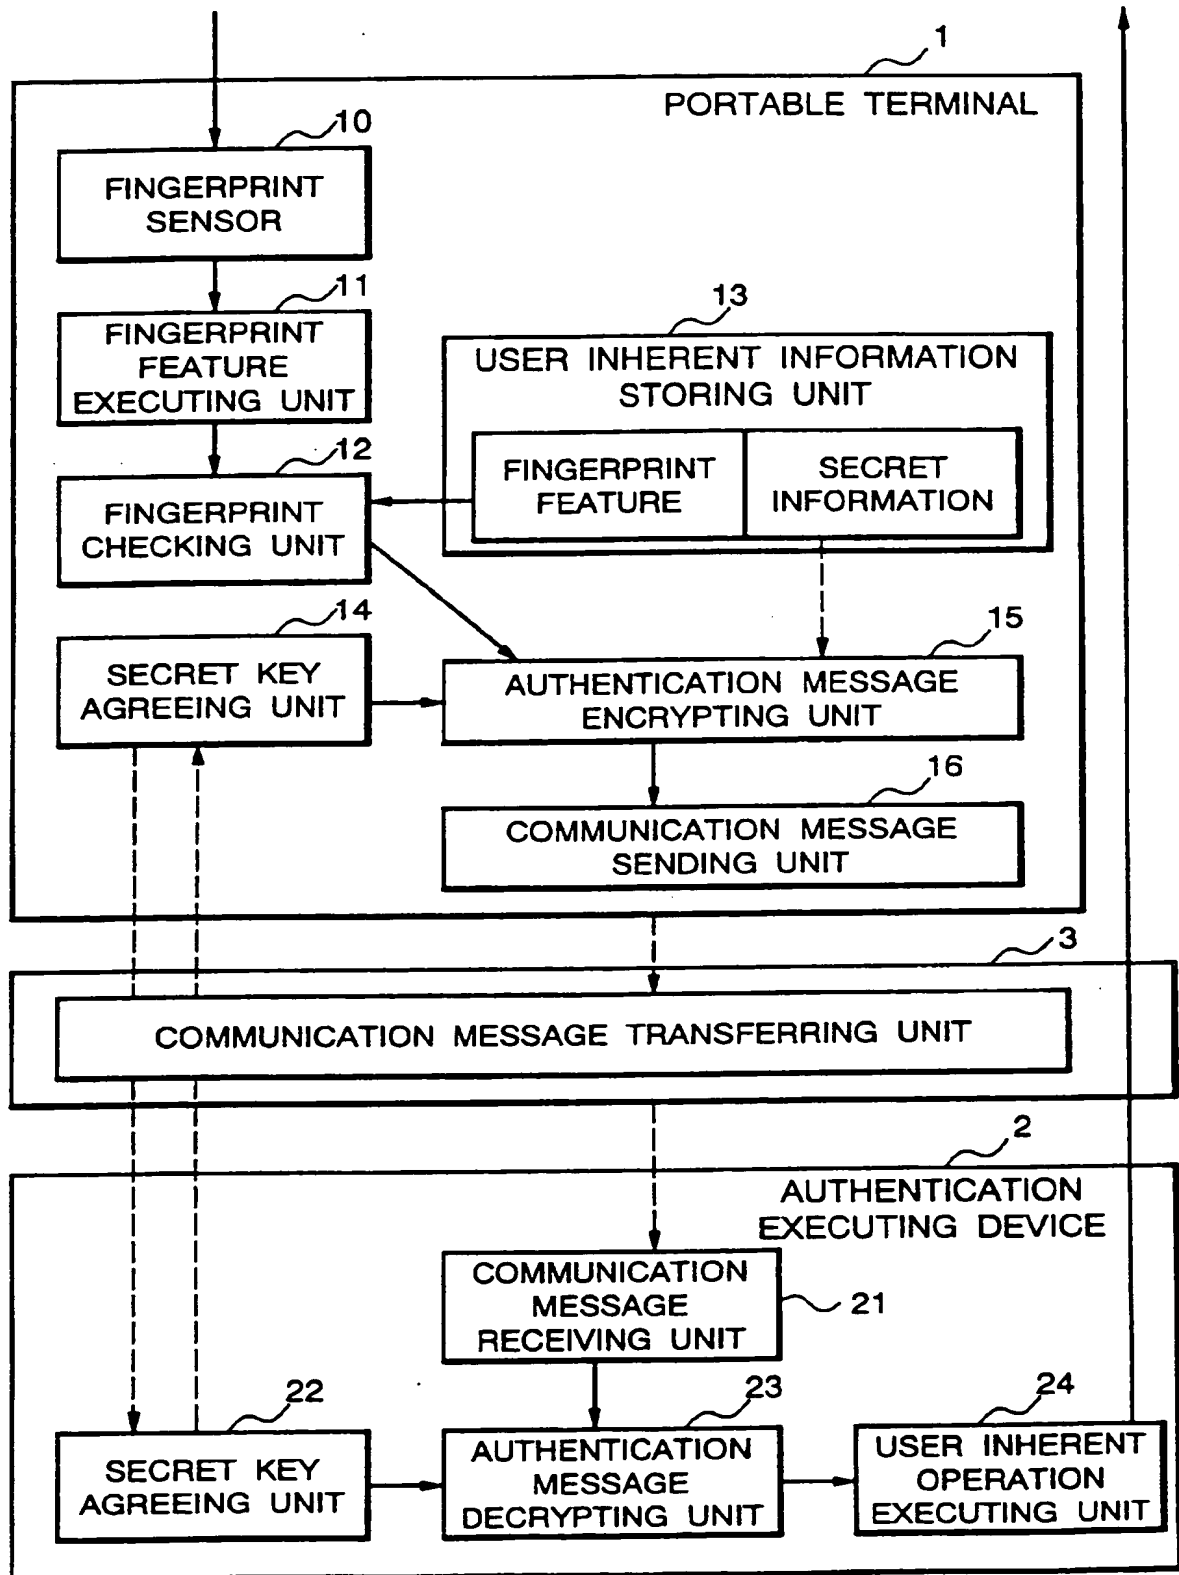 1
PORTABLE TERMINAL
10
FINGERPRINT
SENSOR
11
FINGERPRINT
FEATURE
EXECUTING UNIT
13
USER INHERENT INFORMATION
STORING UNIT
FINGERPRINT
FEATURE
SECRET
INFORMATION
12
FINGERPRINT
CHECKING UNIT
14
SECRET KEY
AGREEING UNIT
15
AUTHENTICATION MESSAGE
ENCRYPTING UNIT
16
COMMUNICATION MESSAGE
SENDING UNIT
3
COMMUNICATION MESSAGE TRANSFERRING UNIT
2
AUTHENTICATION
EXECUTING DEVICE
COMMUNICATION
MESSAGE
RECEIVING UNIT
21
22
SECRET KEY
AGREEING UNIT
23
AUTHENTICATION
MESSAGE
DECRYPTING UNIT
24
USER INHERENT
OPERATION
EXECUTING UNIT